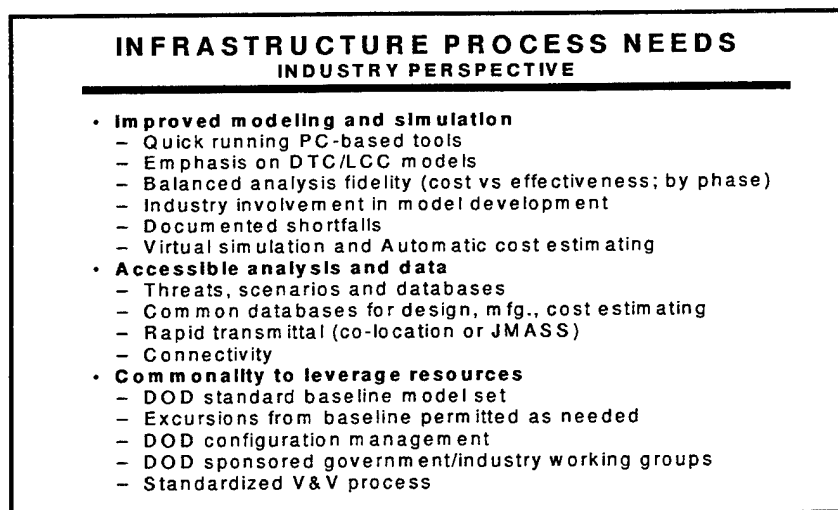 INFRASTRUCTURE PROCESS NEEDS
INDUSTRY PERSPECTIVE
• Improved modeling and simulation
– Quick running PC-based tools
– Emphasis on DTC/LCC models
– Balanced analysis fidelity (cost vs effectiveness; by phase)
– Industry involvement in model development
– Documented shortfalls
– Virtual simulation and Automatic cost estimating
• Accessible analysis and data
– Threats, scenarios and databases
– Common databases for design, mfg., cost estimating
– Rapid transmittal (co-location or JMASS)
– Connectivity
• Commonality to leverage resources
– DOD standard baseline model set
– Excursions from baseline permitted as needed
– DOD configuration management
– DOD sponsored government/industry working groups
– Standardized V&V process